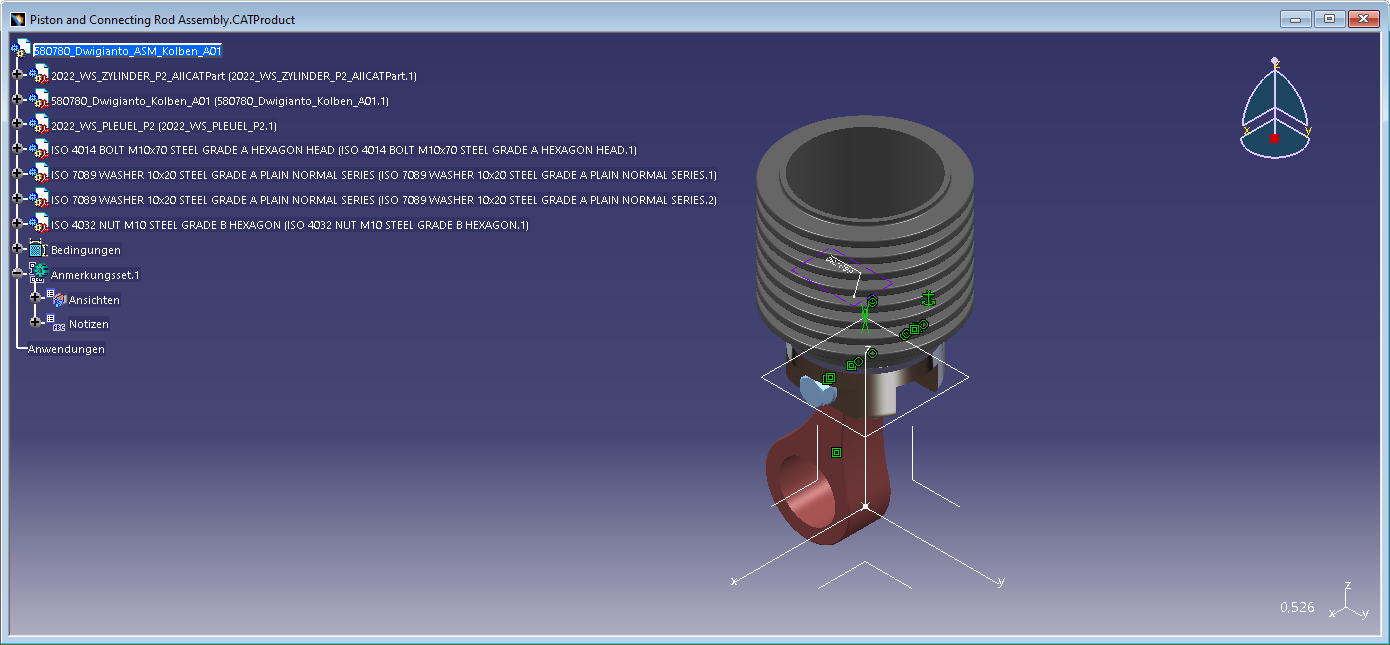 Piston and Connecting Rod Assembly.CATProduct
580780_Dwigianto_ASM_Kolben_A01
2022_WS_ZYLINDER_P2_AllCATPart (2022_WS_ZYLINDER_P2_AllCATPart.1)
580780_Dwigianto_Kolben_A01 (580780_Dwigianto_Kolben_A01.1)
2022_WS_PLEUEL_P2 (2022_WS_PLEUEL_P2.1)
ISO 4014 BOLT M10x70 STEEL GRADE A HEXAGON HEAD (ISO 4014 BOLT M10x70 STEEL GRADE A HEXAGON HEAD.1)
ISO 7089 WASHER 10x20 STEEL GRADE A PLAIN NORMAL SERIES (ISO 7089 WASHER 10x20 STEEL GRADE A PLAIN NORMAL SERIES.1)
ISO 7089 WASHER 10x20 STEEL GRADE A PLAIN NORMAL SERIES (ISO 7089 WASHER 10x20 STEEL GRADE A PLAIN NORMAL SERIES.2)
ISO 4032 NUT M10 STEEL GRADE B HEXAGON (ISO 4032 NUT M10 STEEL GRADE B HEXAGON.1)
Bedingungen
Anmerkungsset.1
Ansichten
Notizen
Anwendungen
z
x y
z
x y
0,526
z
x y